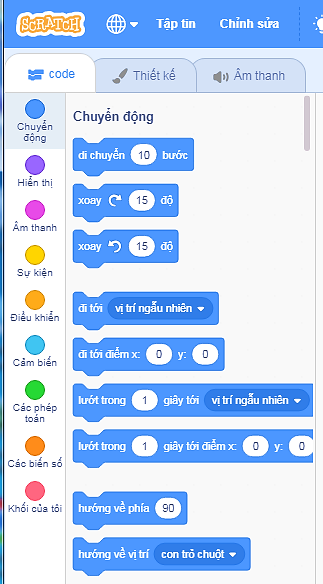 SCRATCH Tập tin Chỉnh sửa
code Thiết kế Âm thanh
Chuyển động
Hiển thị
Âm thanh
Sự kiện
Điều khiển
Cảm biến
Các phép toán
Các biến số
Khối của tôi
Chuyển động
di chuyển 10 bước
xoay 15 độ
xoay 15 độ
đi tới vị trí ngẫu nhiên
đi tới điểm x: 0 y: 0
lướt trong 1 giây tới vị trí ngẫu nhiên
lướt trong 1 giây tới điểm x: 0 y: 0
hướng về phía 90
hướng về vị trí con trỏ chuột